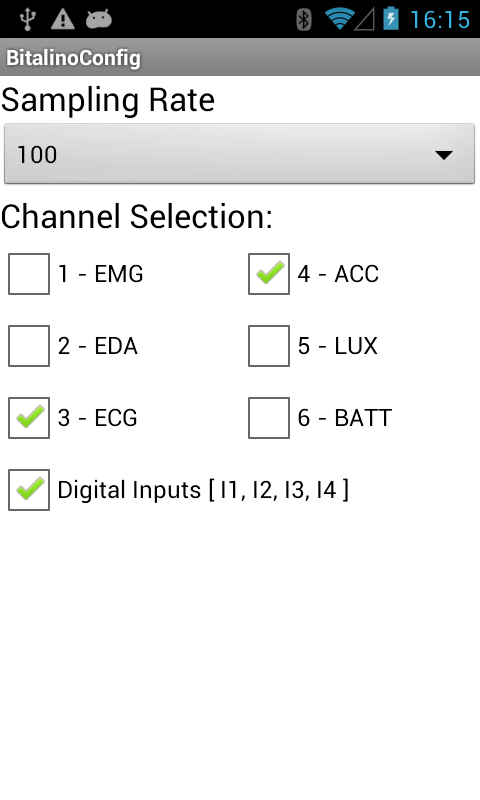 16:15
BitalinoConfig
Sampling Rate
100
Channel Selection:
1 - EMG
4 - ACC
2 - EDA
5 - LUX
3 - ECG
6 - BATT
Digital Inputs [ I1, I2, I3, I4 ]